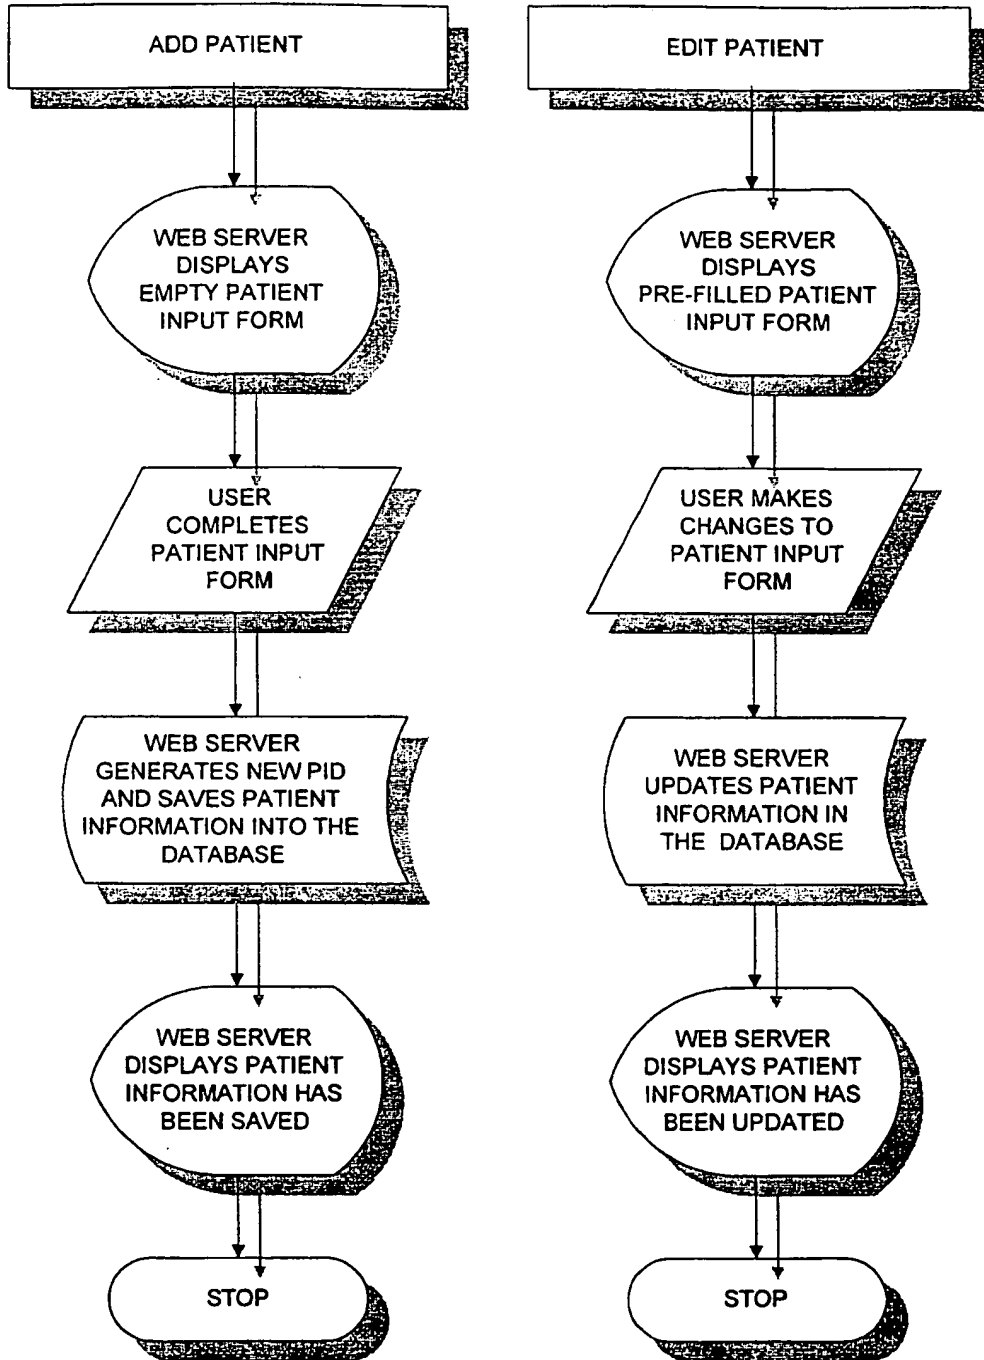 ADD PATIENT
WEB SERVER
DISPLAYS
EMPTY PATIENT
INPUT FORM
USER
COMPLETES
PATIENT INPUT
FORM
WEB SERVER
GENERATES NEW PID
AND SAVES PATIENT
INFORMATION INTO THE
DATABASE
WEB SERVER
DISPLAYS PATIENT
INFORMATION HAS
BEEN SAVED
STOP
EDIT PATIENT
WEB SERVER
DISPLAYS
PRE-FILLED PATIENT
INPUT FORM
USER MAKES
CHANGES TO
PATIENT INPUT
FORM
WEB SERVER
UPDATES PATIENT
INFORMATION IN
THE DATABASE
WEB SERVER
DISPLAYS PATIENT
INFORMATION HAS
BEEN UPDATED
STOP